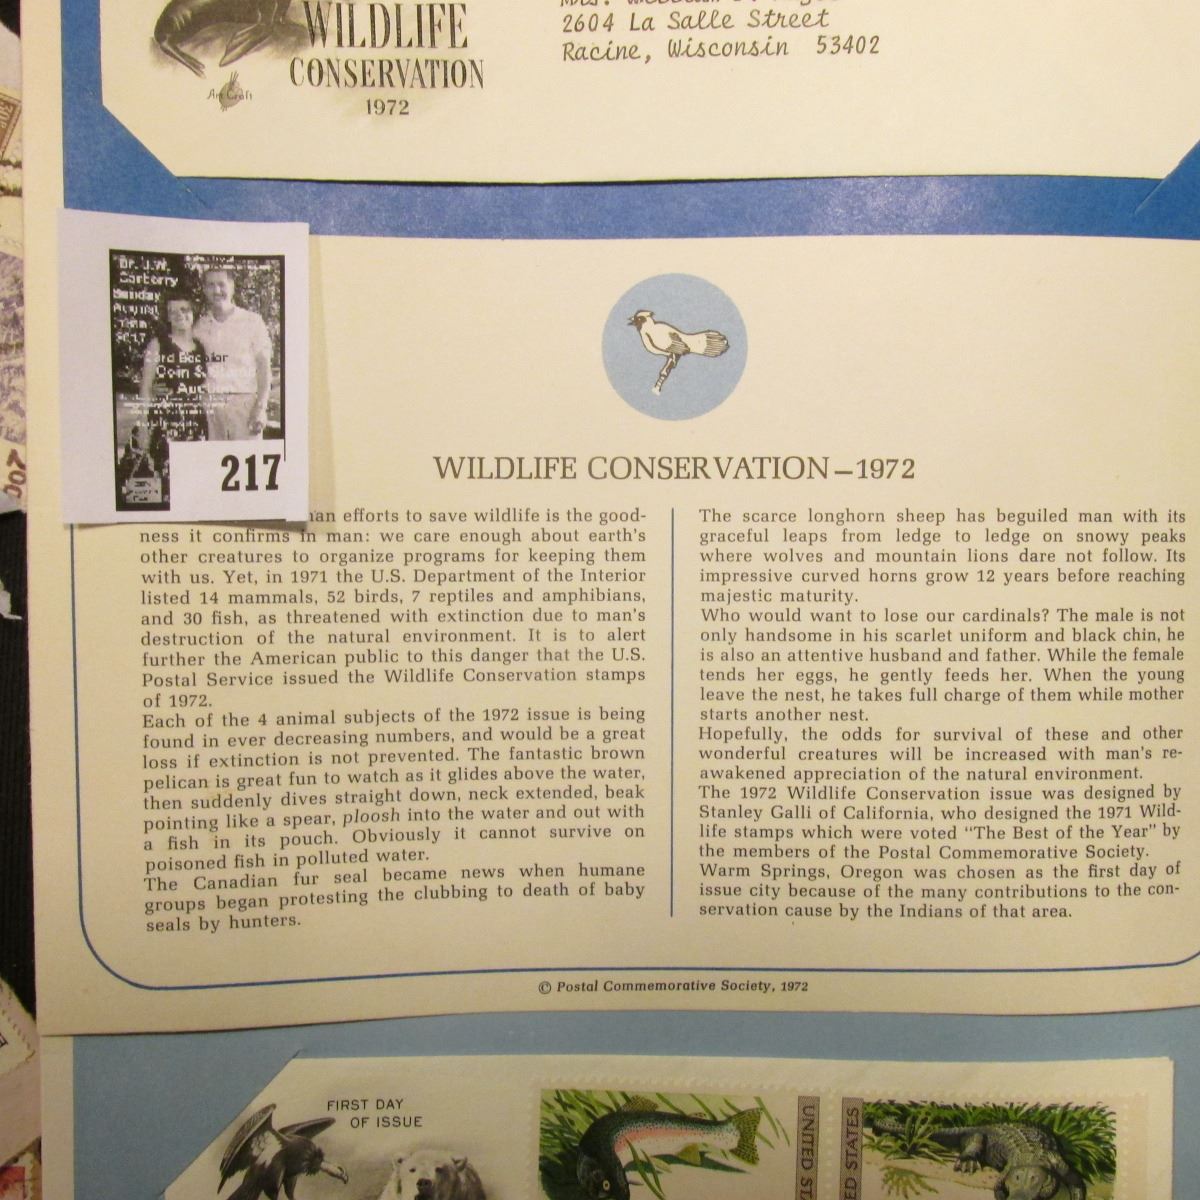 WILDLIFE
CONSERVATION
1972
Art Craft
2604 La Salle Street
Racine, Wisconsin 53402
Dr. J.W.
Carberry
Sunday
August
2017
Coin & Stamp
Auction
217
WILDLIFE CONSERVATION—1972
efforts to save wildlife is the good-
ness it confirms in man: we care enough about earth's
other creatures to organize programs for keeping them
with us. Yet, in 1971 the U.S. Department of the Interior
listed 14 mammals, 52 birds, 7 reptiles and amphibians,
and 30 fish, as threatened with extinction due to man's
destruction of the natural environment. It is to alert
further the American public to this danger that the U.S.
Postal Service issued the Wildlife Conservation stamps
of 1972.
Each of the 4 animal subjects of the 1972 issue is being
found in ever decreasing numbers, and would be a great
loss if extinction is not prevented. The fantastic brown
pelican is great fun to watch as it glides above the water,
then suddenly dives straight down, neck extended, beak
pointing like a spear, ploosh into the water and out with
a fish in its pouch. Obviously it cannot survive on
poisoned fish in polluted water.
The Canadian fur seal became news when humane
groups began protesting the clubbing to death of baby
seals by hunters.
The scarce longhorn sheep has beguiled man with its
graceful leaps from ledge to ledge on snowy peaks
where wolves and mountain lions dare not follow. Its
impressive curved horns grow 12 years before reaching
majestic maturity.
Who would want to lose our cardinals? The male is not
only handsome in his scarlet uniform and black chin, he
is also an attentive husband and father. While the female
tends her eggs, he gently feeds her. When the young
leave the nest, he takes full charge of them while mother
starts another nest.
Hopefully, the odds for survival of these and other
wonderful creatures will be increased with man's re-
awakened appreciation of the natural environment.
The 1972 Wildlife Conservation issue was designed by
Stanley Galli of California, who designed the 1971 Wild-
life stamps which were voted "The Best of the Year" by
the members of the Postal Commemorative Society.
Warm Springs, Oregon was chosen as the first day of
issue city because of the many contributions to the con-
servation cause by the Indians of that area.
© Postal Commemorative Society, 1972
FIRST DAY
OF ISSUE
UNITED ST
ED STATES